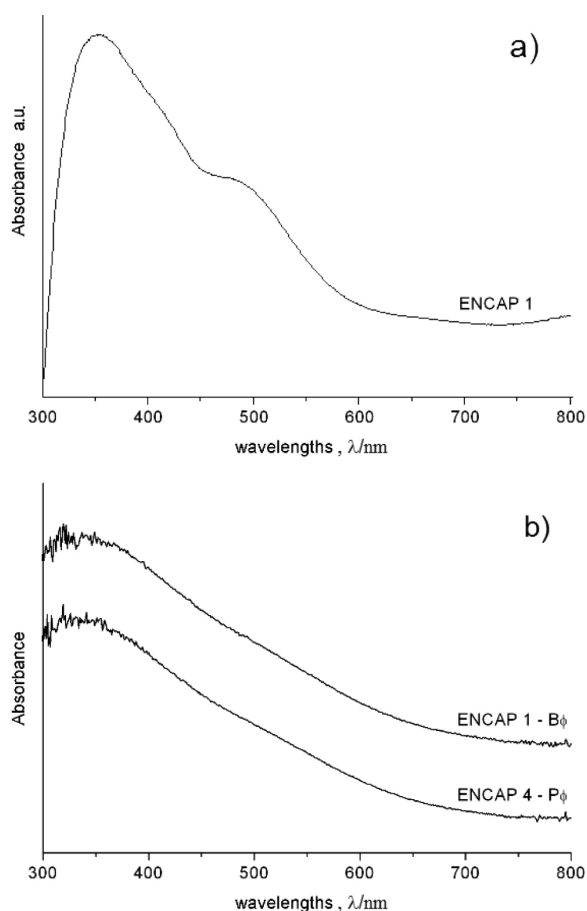 a)
Absorbance a.u.
ENCAP 1
300 400 500 600 700 800
wavelengths , λ/nm
b)
Absorbance
ENCAP 1 - Bϕ
ENCAP 4 - Pϕ
300 400 500 600 700 800
wavelengths , λ/nm